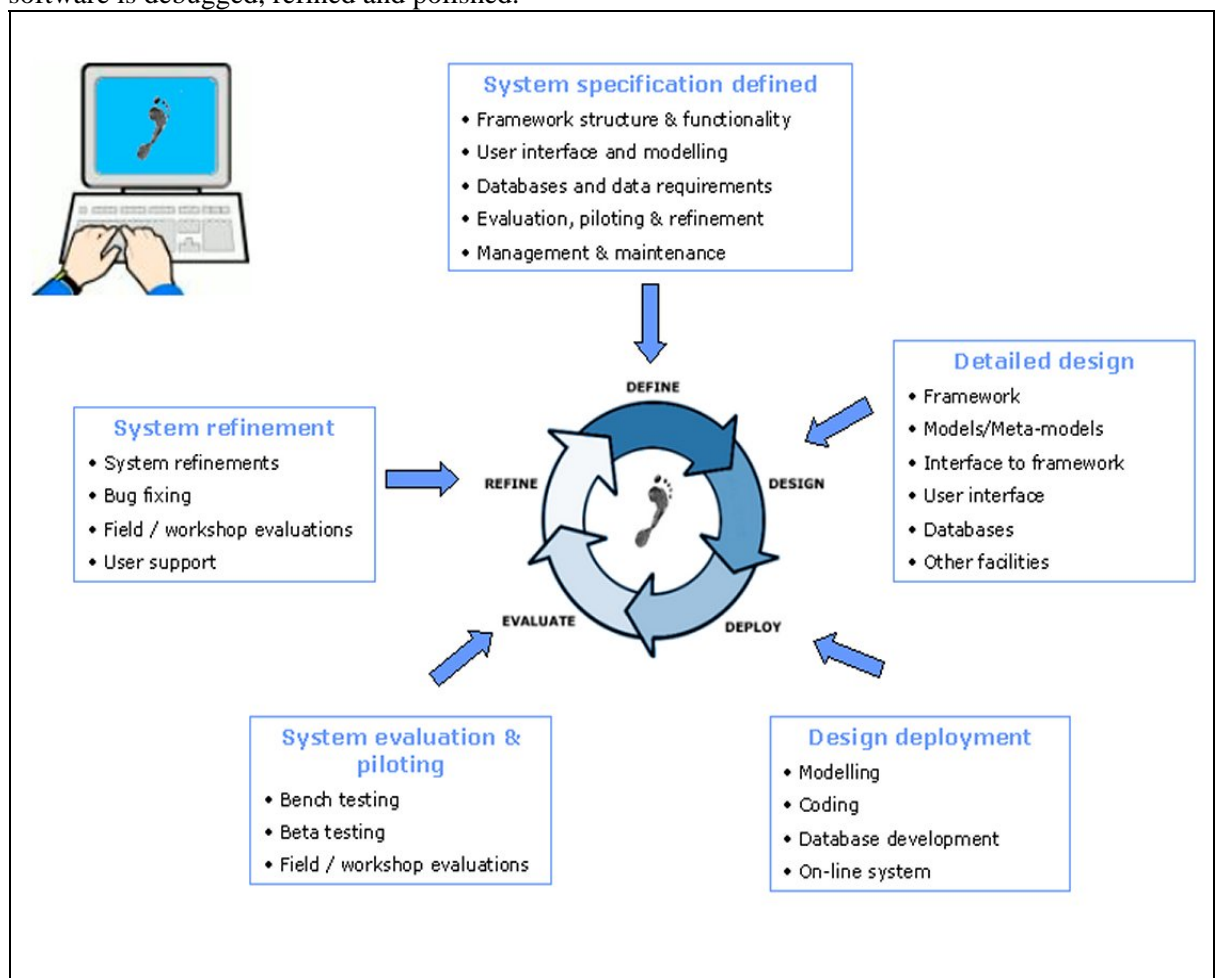 software is debugged, refined and polished.
System specification defined
• Framework structure & functionality
• User interface and modelling
• Databases and data requirements
• Evaluation, piloting & refinement
• Management & maintenance
Detailed design
• Framework
• Models/Meta-models
• Interface to framework
• User interface
• Databases
• Other facilities
System refinement
• System refinements
• Bug fixing
• Field / workshop evaluations
• User support
DEFINE
REFINE
DESIGN
EVALUATE
DEPLOY
System evaluation &
piloting
• Bench testing
• Beta testing
• Field / workshop evaluations
Design deployment
• Modelling
• Coding
• Database development
• On-line system